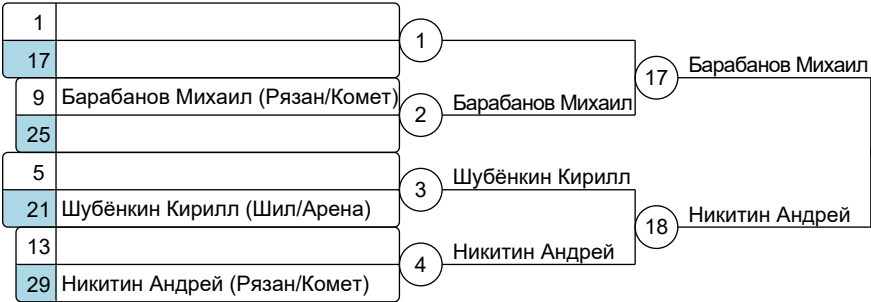 1
17
1
9 Барабанов Михаил (Рязан/Комет)
25
2
5
21 Шубёнкин Кирилл (Шил/Арена)
3
13
29 Никитин Андрей (Рязан/Комет)
4
Барабанов Михаил
17
Шубёнкин Кирилл
Никитин Андрей
18
Барабанов Михаил
Никитин Андрей